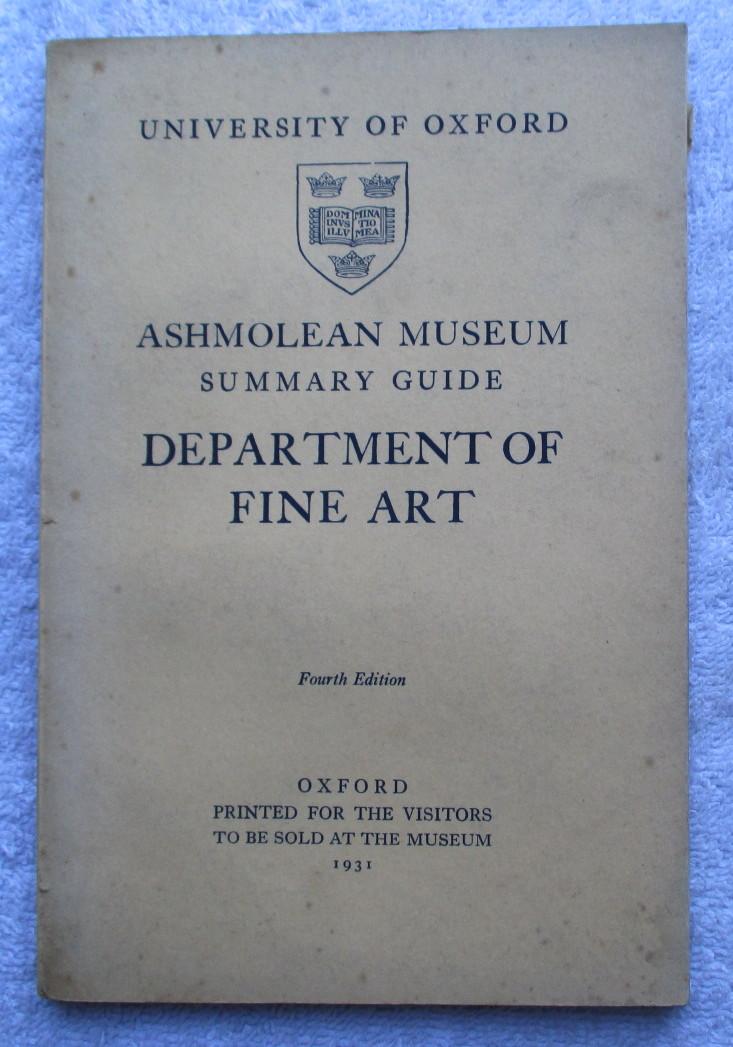 UNIVERSITY OF OXFORD
DOM MINA
INVS TIO
ILLV MEA
ASHMOLEAN MUSEUM
SUMMARY GUIDE
DEPARTMENT OF
FINE ART
Fourth Edition
OXFORD
PRINTED FOR THE VISITORS
TO BE SOLD AT THE MUSEUM
1931